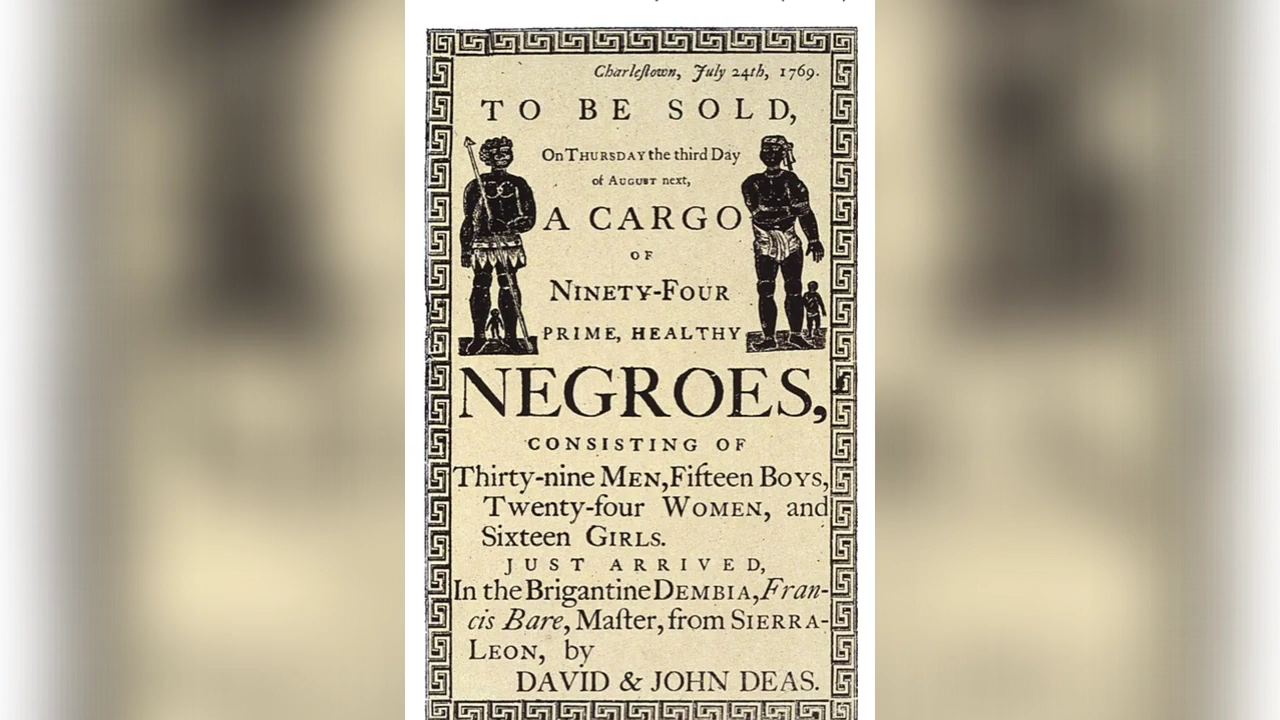 Charleſtown, July 24th, 1769.
TO BE SOLD,
On THURSDAY the third Day
of AUGUST next,
A CARGO
OF
NINETY-FOUR
PRIME, HEALTHY
NEGROES,
CONSISTING OF
Thirty-nine MEN, Fifteen BOYS,
Twenty-four WOMEN, and
Sixteen GIRLS.
JUST ARRIVED,
In the Brigantine DEMBIA, Fran-
cis Bare, Maſter, from SIERRA-
LEON, by
DAVID & JOHN DEAS.